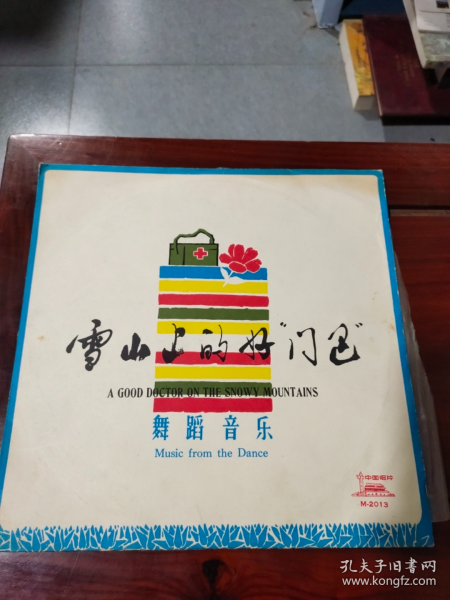 雪山上的好“门巴”
A GOOD DOCTOR ON THE SNOWY MOUNTAINS
舞蹈音乐
Music from the Dance
中国唱片
M-2013
孔夫子旧书网
www.kongfz.com